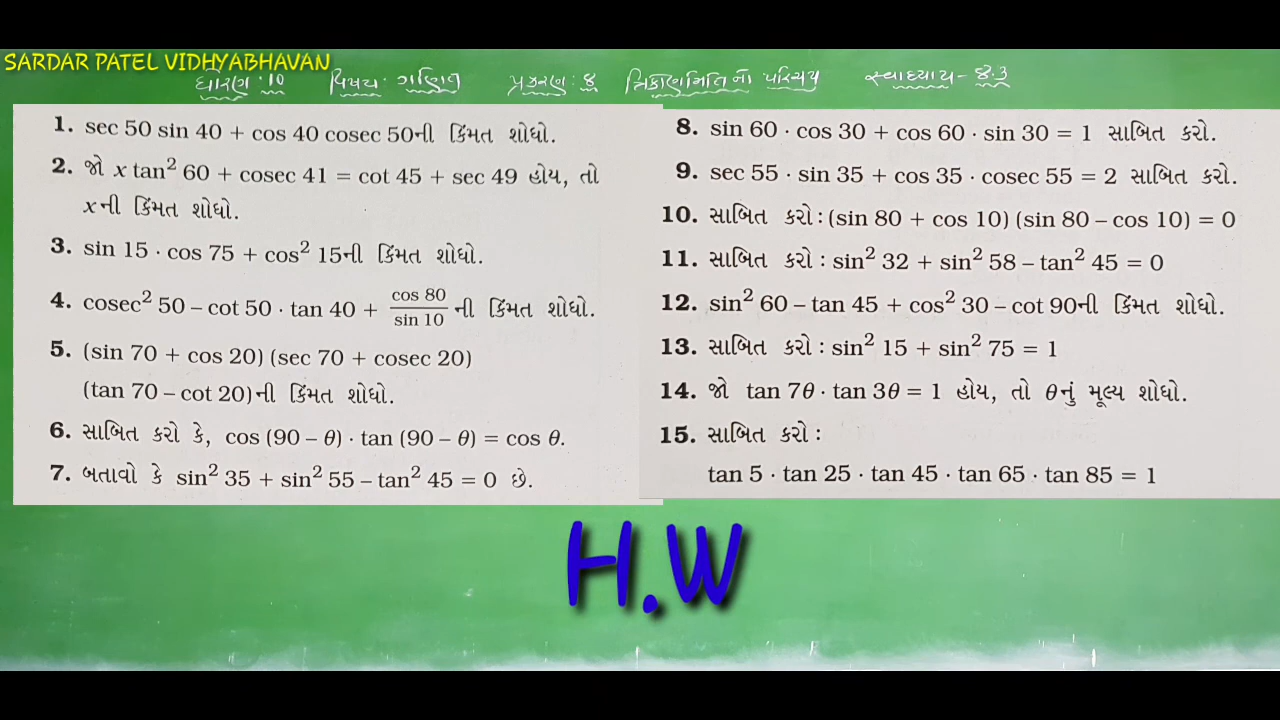 SARDAR PATEL VIDHYABHAVAN
ધોરણ : 10 વિષય : ગણિત પ્રકરણ : 8 ત્રિકોણમિતિનો પરિચય સ્વાધ્યાય - 8.3
1. sec 50 sin 40 + cos 40 cosec 50ની કિંમત શોધો.
2. જો x tan² 60 + cosec 41 = cot 45 + sec 49 હોય, તો
xની કિંમત શોધો.
3. sin 15 · cos 75 + cos² 15ની કિંમત શોધો.
4. cosec² 50 – cot 50 · tan 40 + cos 80 / sin 10 ની કિંમત શોધો.
5. (sin 70 + cos 20) (sec 70 + cosec 20)
(tan 70 – cot 20)ની કિંમત શોધો.
6. સાબિત કરો કે, cos (90 – θ) · tan (90 – θ) = cos θ.
7. બતાવો કે sin² 35 + sin² 55 – tan² 45 = 0 છે.
8. sin 60 · cos 30 + cos 60 · sin 30 = 1 સાબિત કરો.
9. sec 55 · sin 35 + cos 35 · cosec 55 = 2 સાબિત કરો.
10. સાબિત કરો : (sin 80 + cos 10) (sin 80 – cos 10) = 0
11. સાબિત કરો : sin² 32 + sin² 58 – tan² 45 = 0
12. sin² 60 – tan 45 + cos² 30 – cot 90ની કિંમત શોધો.
13. સાબિત કરો : sin² 15 + sin² 75 = 1
14. જો tan 7θ · tan 3θ = 1 હોય, તો θનું મૂલ્ય શોધો.
15. સાબિત કરો :
tan 5 · tan 25 · tan 45 · tan 65 · tan 85 = 1
H.W